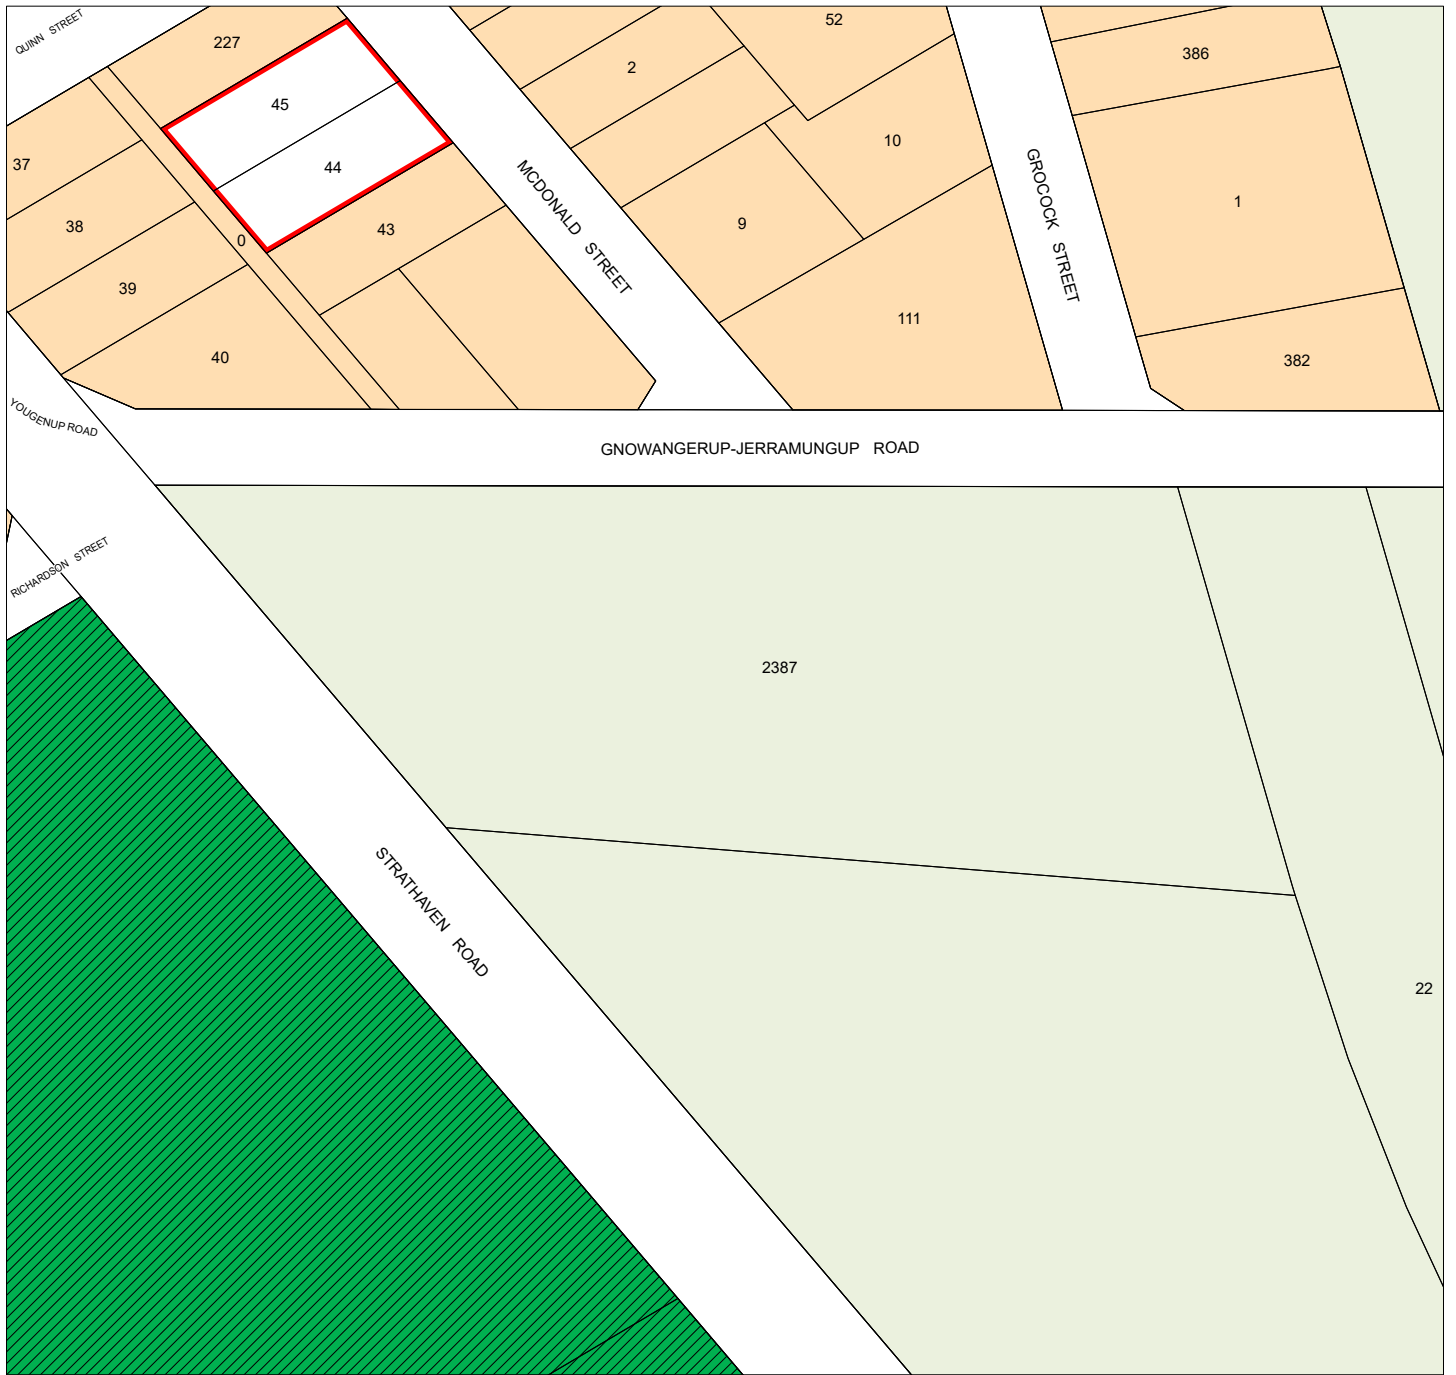 QUINN STREET
227
52
2
386
45
37
10
44
1
38
9
43
0
39
MCDONALD STREET
GROCOCK STREET
111
40
382
YOUGENUP ROAD
GNOWANGERUP-JERRAMUNGUP ROAD
RICHARDSON STREET
2387
STRATHAVEN ROAD
22